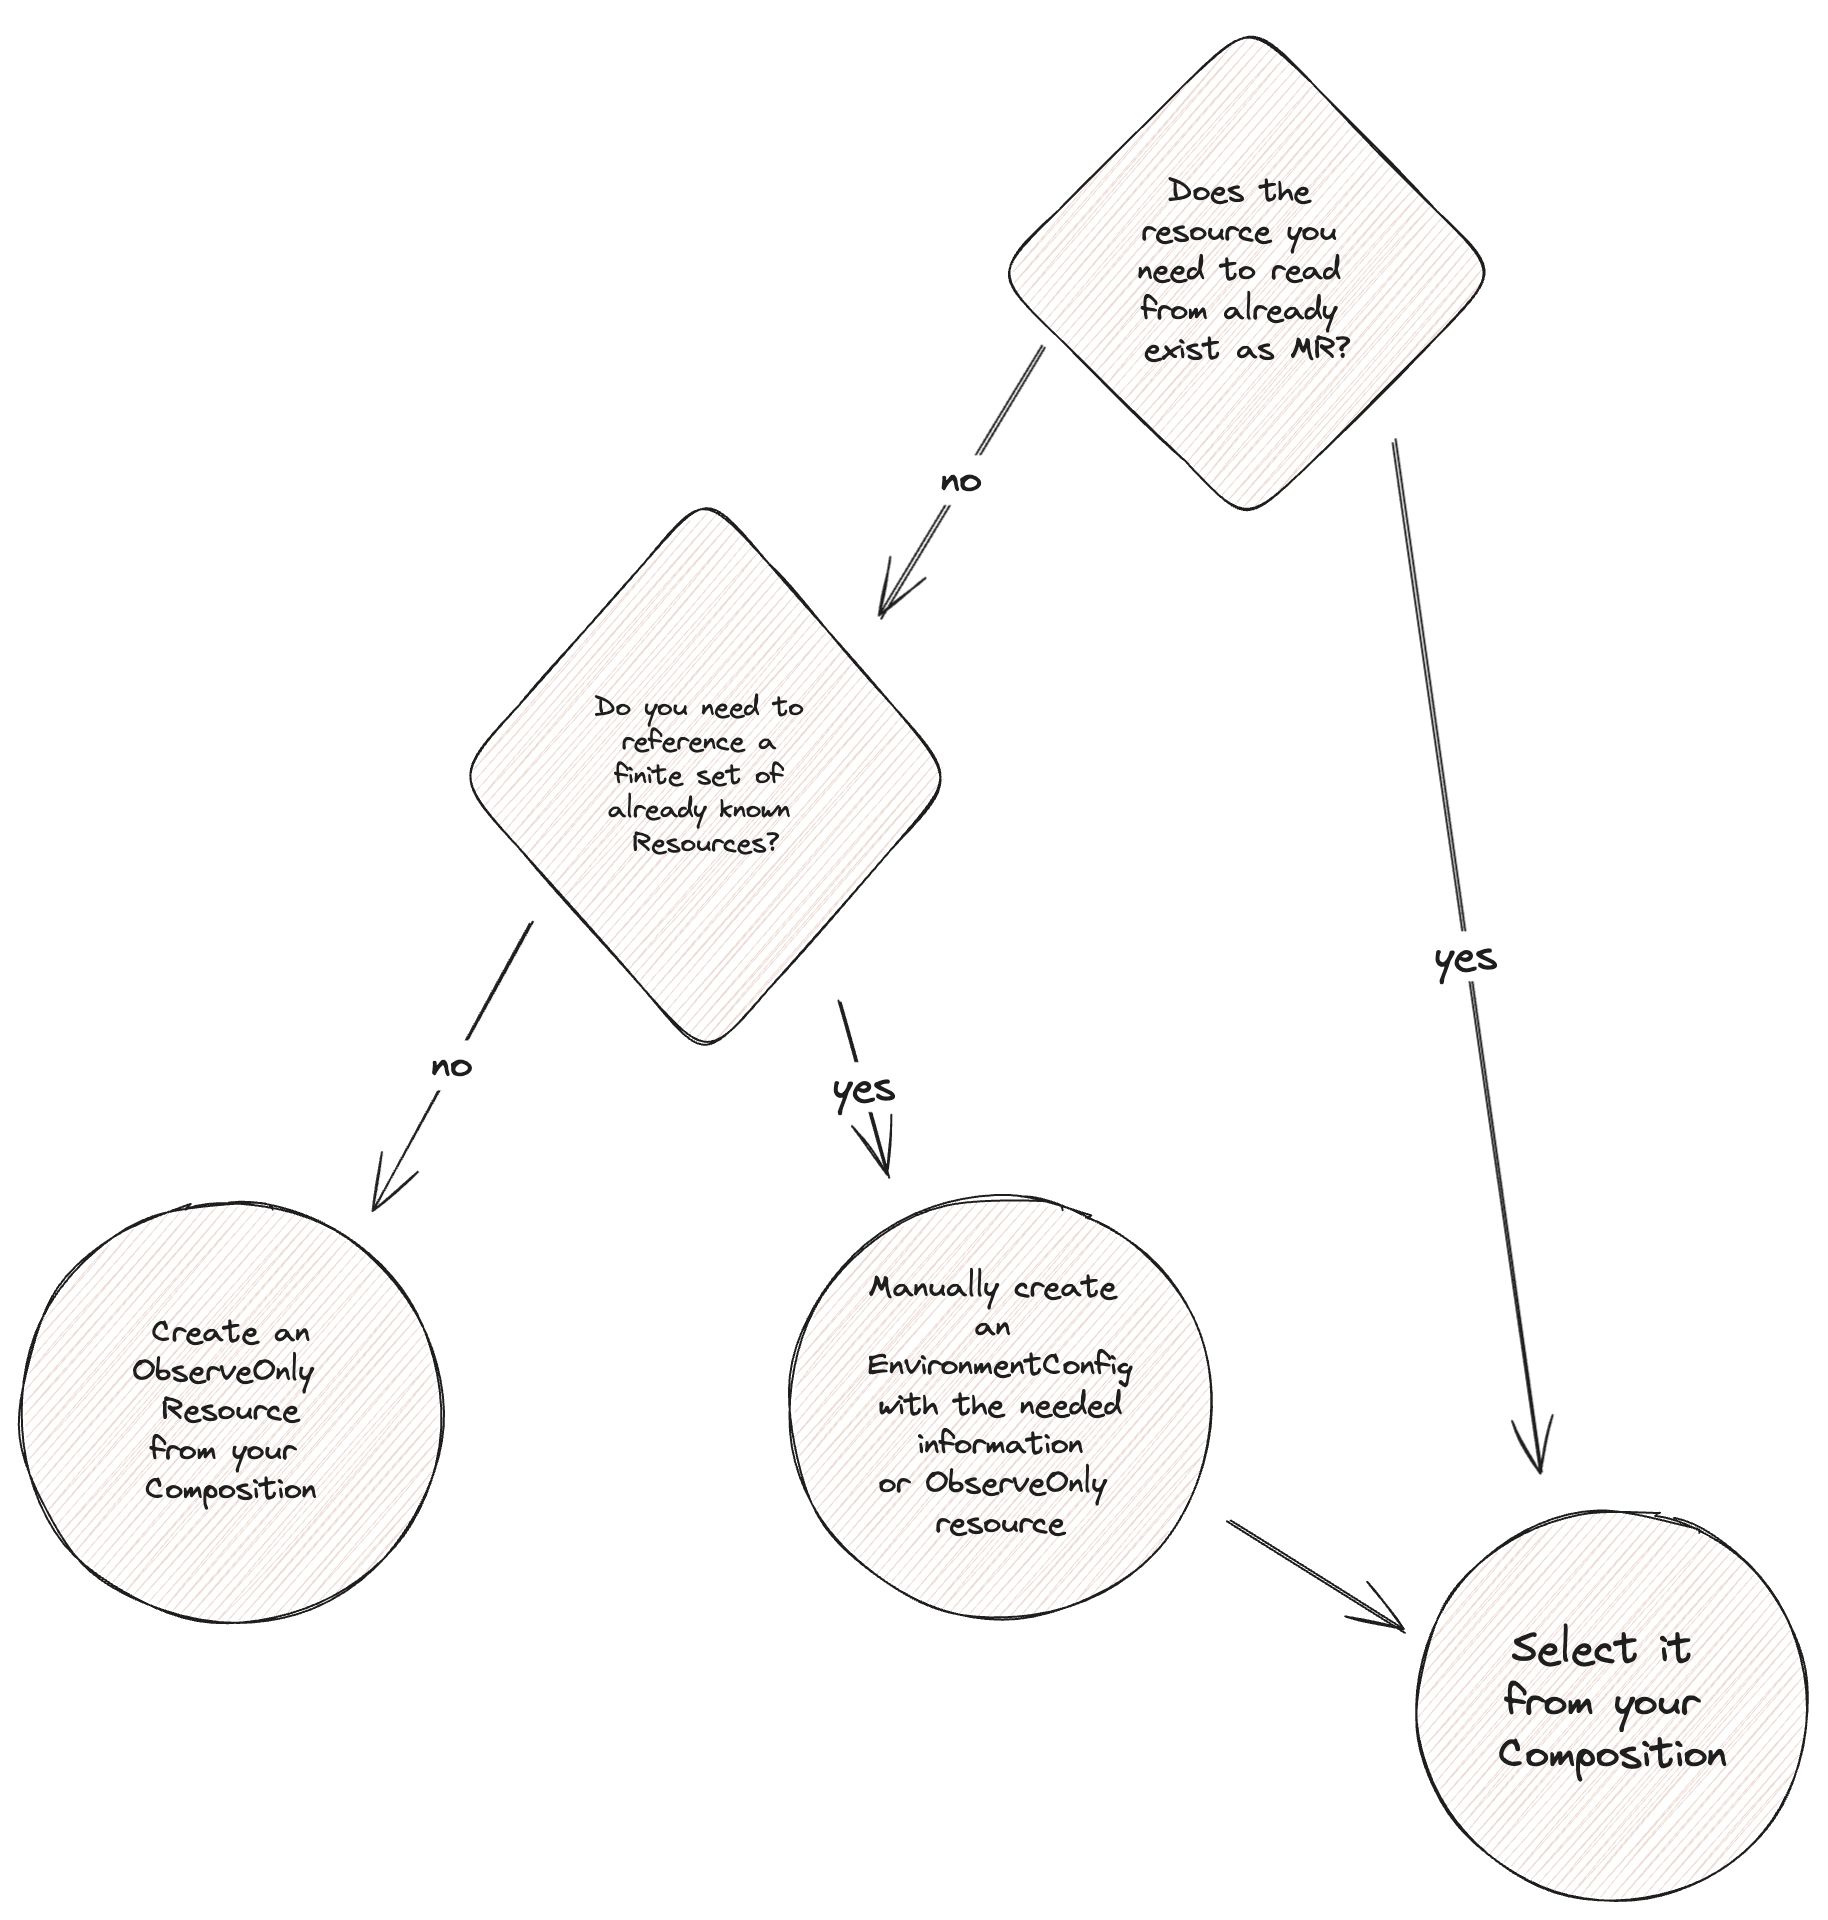 Does the
resource you
need to read
from already
exist as MR?
no
Do you need to
reference a
finite set of
already known
Resources?
yes
no
yes
Create an
ObserveOnly
Resource
from your
Composition
Manually create
an
EnvironmentConfig
with the needed
information
or ObserveOnly
resource
Select it
from your
Composition